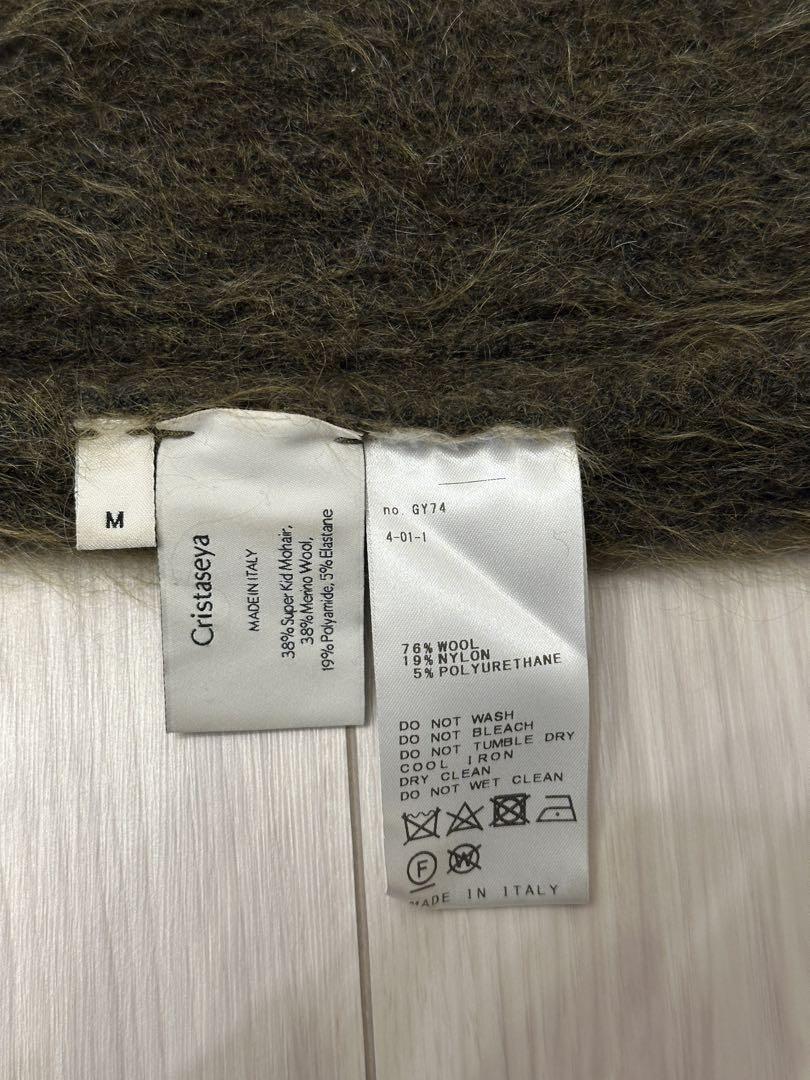 M
Cristaseya
MADE IN ITALY
38% Super Kid Mohair,
38% Merino Wool,
19% Polyamide, 5% Elastane
no. GY74
4-01-1
76% WOOL
19% NYLON
5% POLYURETHANE
DO NOT WASH
DO NOT BLEACH
DO NOT TUMBLE DRY
COOL IRON
DRY CLEAN
DO NOT WET CLEAN
F
W
MADE IN ITALY